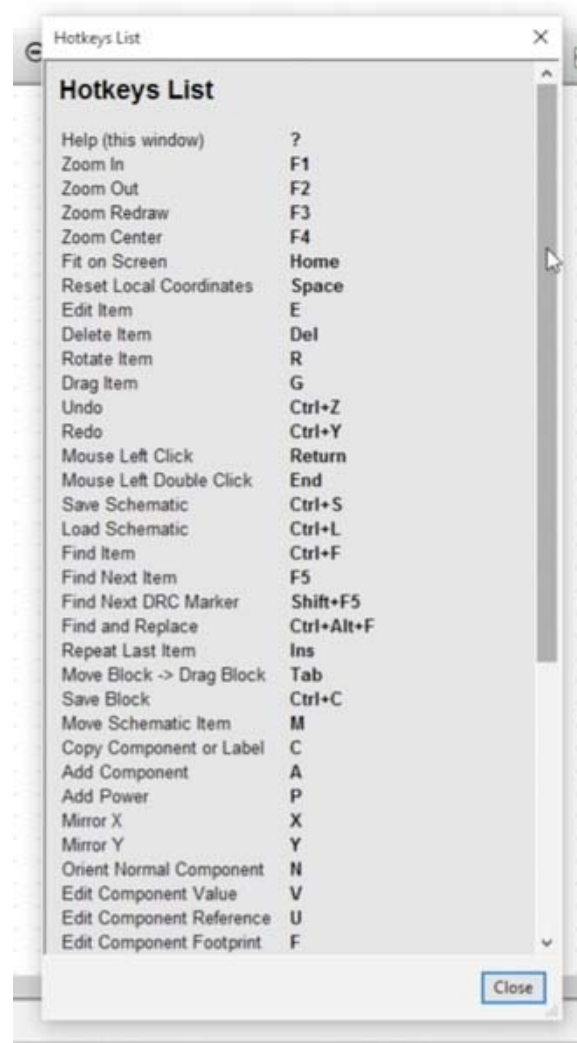 Hotkeys List
Hotkeys List
Help (this window) ?
Zoom In F1
Zoom Out F2
Zoom Redraw F3
Zoom Center F4
Fit on Screen Home
Reset Local Coordinates Space
Edit Item E
Delete Item Del
Rotate Item R
Drag Item G
Undo Ctrl+Z
Redo Ctrl+Y
Mouse Left Click Return
Mouse Left Double Click End
Save Schematic Ctrl+S
Load Schematic Ctrl+L
Find Item Ctrl+F
Find Next Item F5
Find Next DRC Marker Shift+F5
Find and Replace Ctrl+Alt+F
Repeat Last Item Ins
Move Block -> Drag Block Tab
Save Block Ctrl+C
Move Schematic Item M
Copy Component or Label C
Add Component A
Add Power P
Mirror X X
Mirror Y Y
Orient Normal Component N
Edit Component Value V
Edit Component Reference U
Edit Component Footprint F
Close